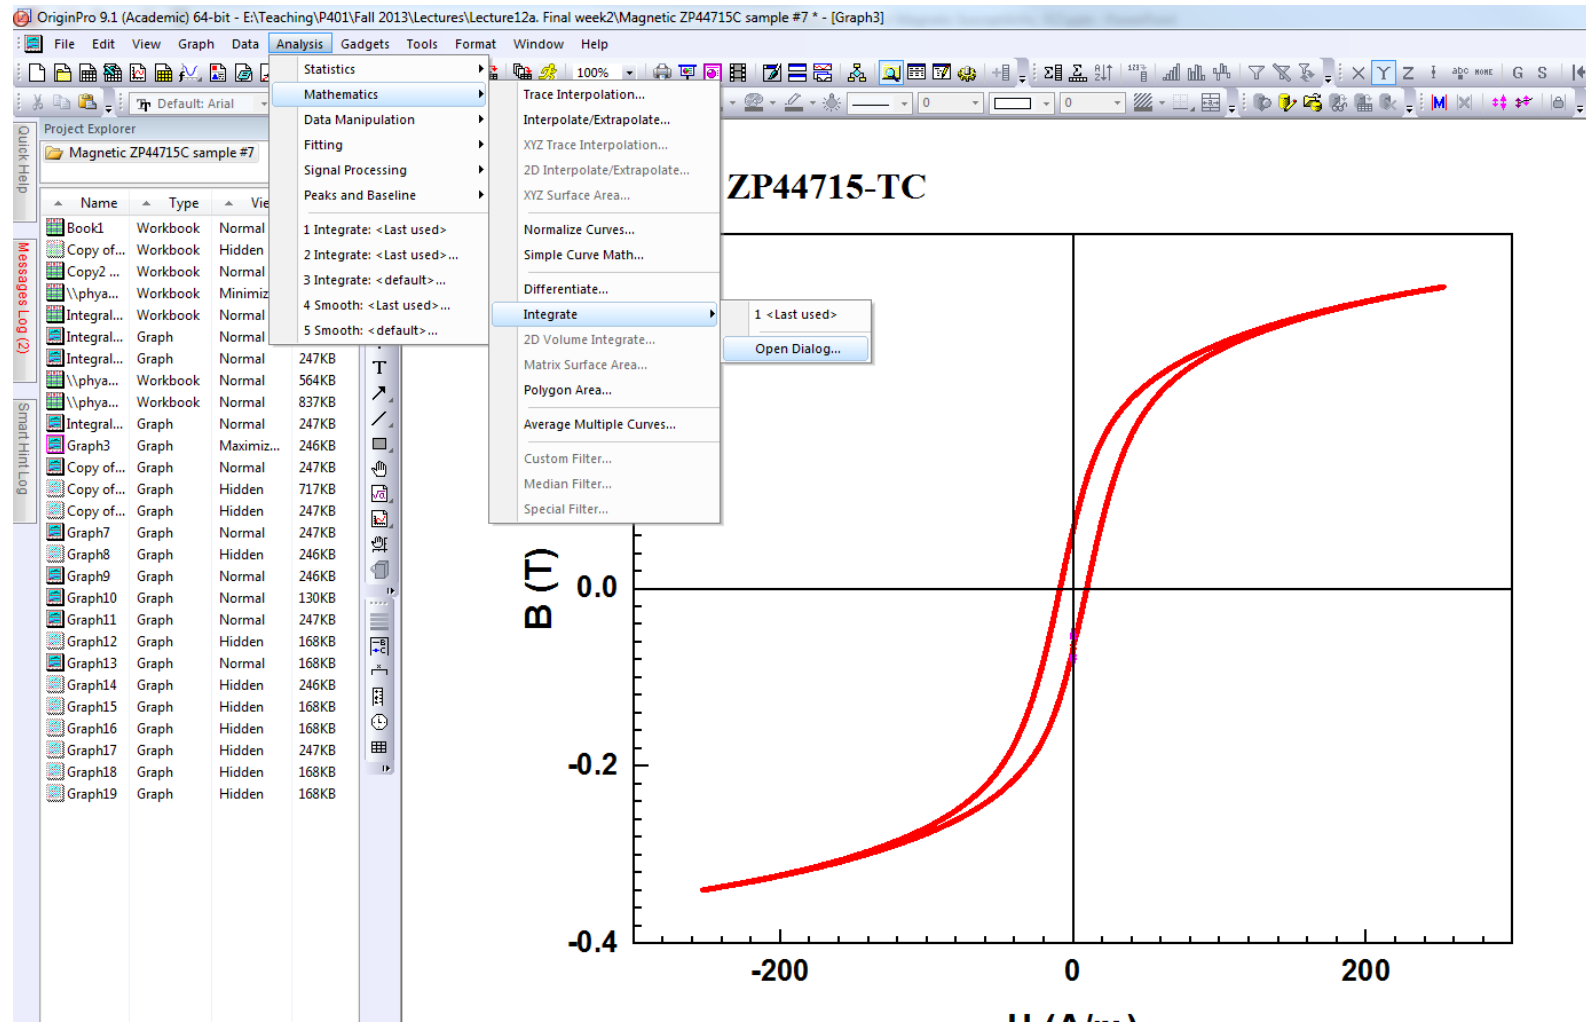 OriginPro 9.1 (Academic) 64-bit - E:\Teaching\P401\Fall 2013\Lectures\Lecture12a. Final week2\Magnetic ZP44715C sample #7 * - [Graph3]
File Edit View Graph Data Analysis Gadgets Tools Format Window Help
100%
Y Z abc NONE G S
Default: Arial 0 0
Quick Help
Messages Log (2)
Smart Hint Log
Project Explorer
Magnetic ZP44715C sample #7
Name Type Vie
Book1 Workbook Normal
Copy of... Workbook Hidden
Copy2 ... Workbook Normal
\\phya... Workbook Minimiz
Integral... Workbook Normal
Integral... Graph Normal
Integral... Graph Normal 247KB
\\phya... Workbook Normal 564KB
\\phya... Workbook Normal 837KB
Integral... Graph Normal 247KB
Graph3 Graph Maximiz... 246KB
Copy of... Graph Normal 247KB
Copy of... Graph Hidden 717KB
Copy of... Graph Hidden 247KB
Graph7 Graph Normal 247KB
Graph8 Graph Hidden 246KB
Graph9 Graph Normal 246KB
Graph10 Graph Normal 130KB
Graph11 Graph Normal 247KB
Graph12 Graph Hidden 168KB
Graph13 Graph Normal 168KB
Graph14 Graph Hidden 246KB
Graph15 Graph Hidden 168KB
Graph16 Graph Hidden 168KB
Graph17 Graph Hidden 247KB
Graph18 Graph Hidden 168KB
Graph19 Graph Hidden 168KB
Statistics
Mathematics
Data Manipulation
Fitting
Signal Processing
Peaks and Baseline
1 Integrate: <Last used>
2 Integrate: <Last used>...
3 Integrate: <default>...
4 Smooth: <Last used>...
5 Smooth: <default>...
Trace Interpolation...
Interpolate/Extrapolate...
XYZ Trace Interpolation...
2D Interpolate/Extrapolate...
XYZ Surface Area...
Normalize Curves...
Simple Curve Math...
Differentiate...
Integrate
2D Volume Integrate...
Matrix Surface Area...
Polygon Area...
Average Multiple Curves...
Custom Filter...
Median Filter...
Special Filter...
1 <Last used>
Open Dialog...
ZP44715-TC
B (T)
0.0
-0.2
-0.4
-200 0 200
H (A/m)